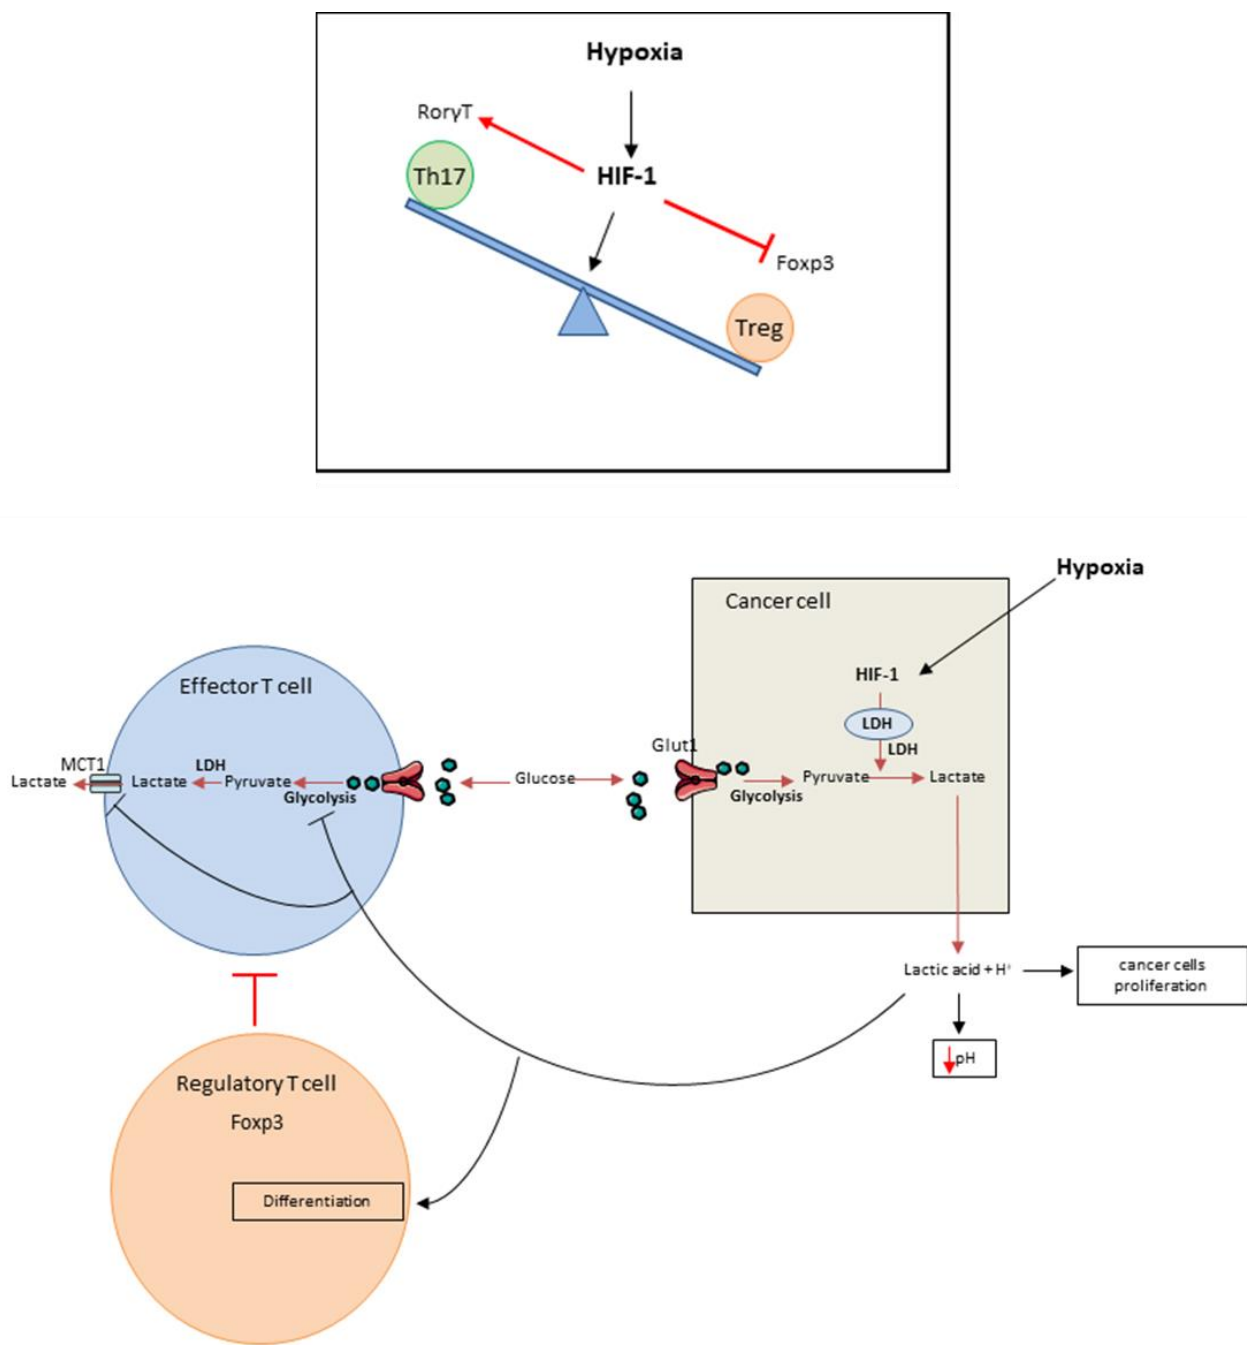 Hypoxia
RorγT
Th17
HIF-1
Foxp3
Treg
Hypoxia
Cancer cell
HIF-1
LDH
LDH
Glut1
Pyruvate
Lactate
Glycolysis
Effector T cell
MCT1
Lactate
Lactate
LDH
Pyruvate
Glycolysis
Glucose
Lactic acid + H⁺
cancer cells
proliferation
↓pH
Regulatory T cell
Foxp3
Differentiation